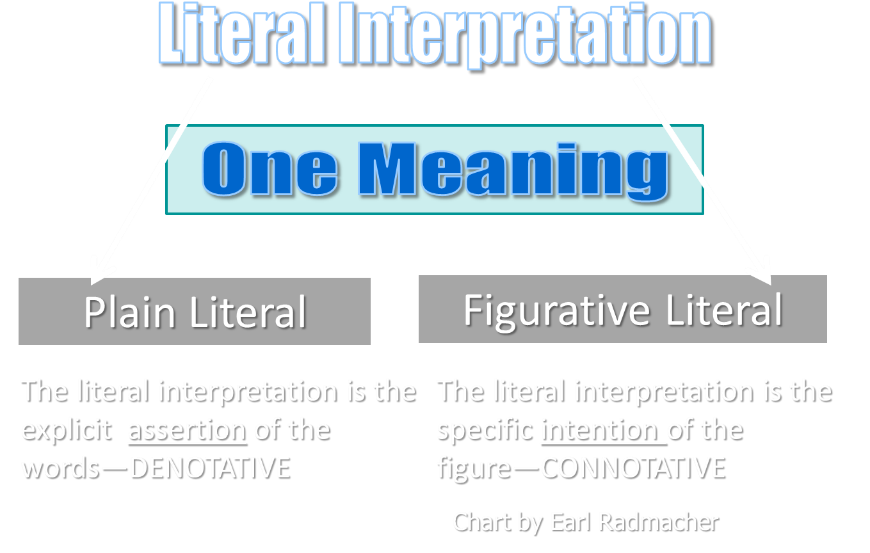 Literal Interpretation
One Meaning
Plain Literal
Figurative Literal
The literal interpretation is the
explicit assertion of the
words—DENOTATIVE
The literal interpretation is the
specific intention of the
figure—CONNOTATIVE
Chart by Earl Radmacher